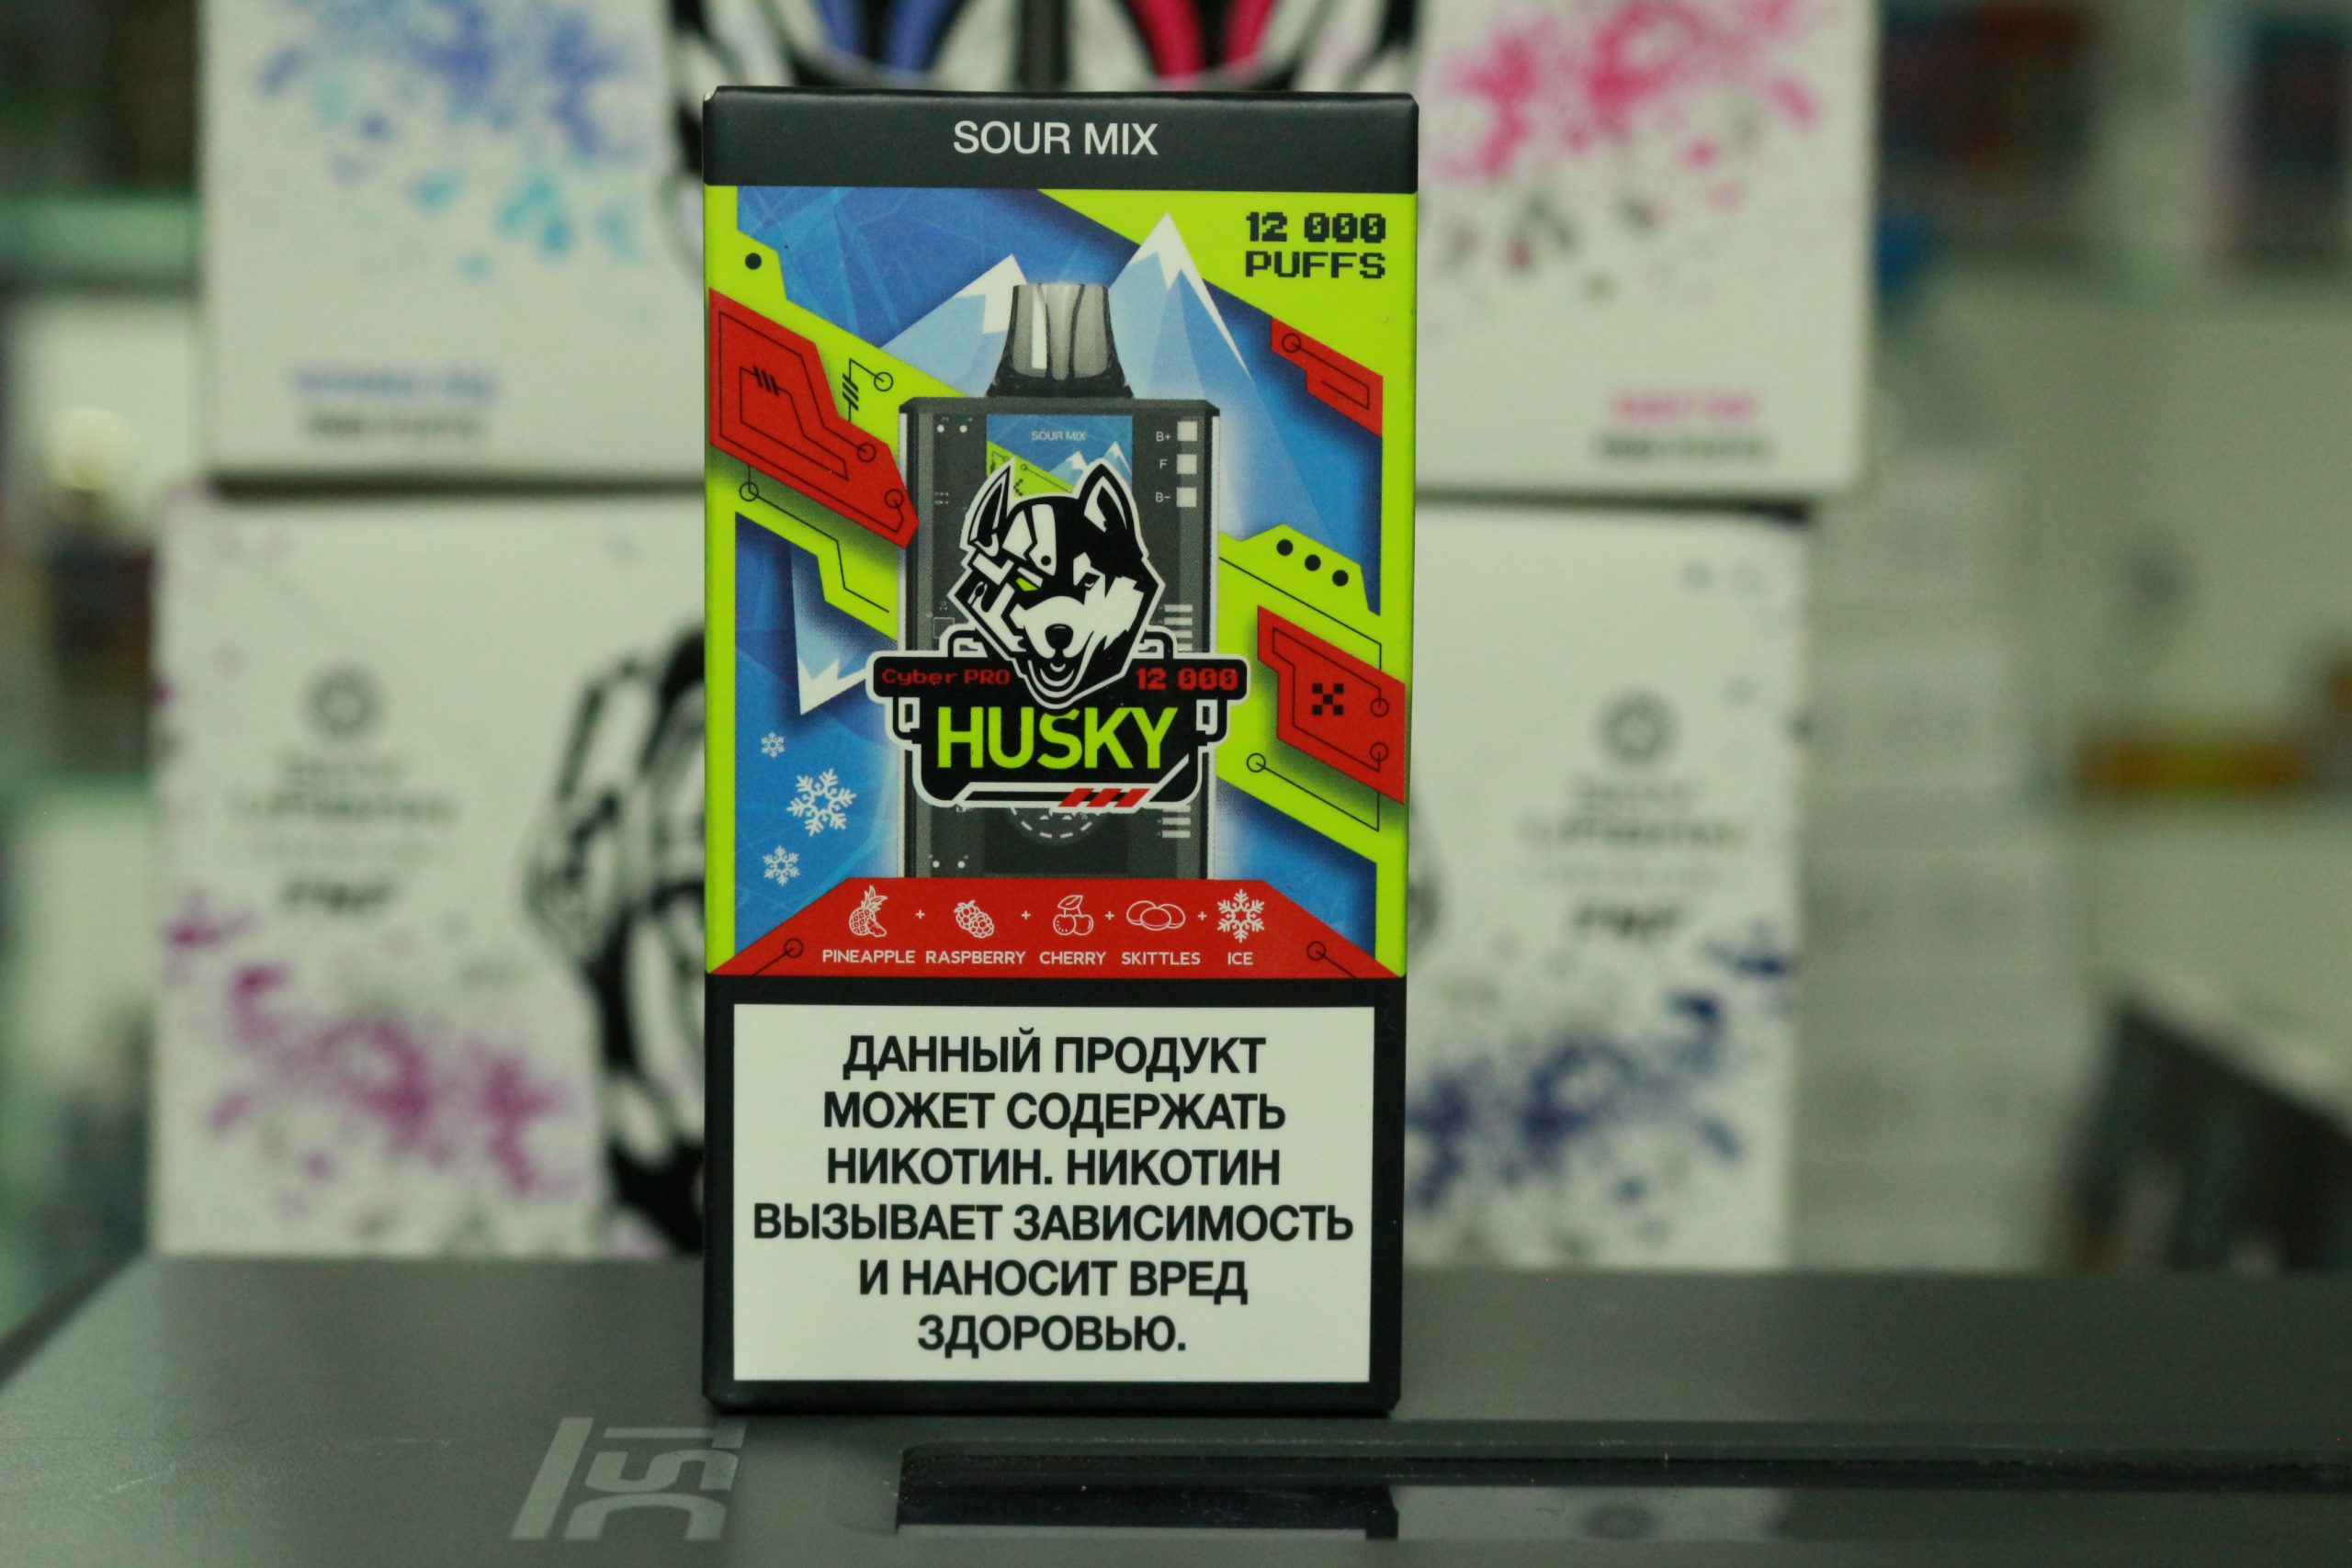 SOUR MIX
12 000
PUFFS
SOUR MIX
B+
F
B-
Cyber PRO 12 000
HUSKY
+ + + +
PINEAPPLE RASPBERRY CHERRY SKITTLES ICE
ДАННЫЙ ПРОДУКТ
МОЖЕТ СОДЕРЖАТЬ
НИКОТИН. НИКОТИН
ВЫЗЫВАЕТ ЗАВИСИМОСТЬ
И НАНОСИТ ВРЕД
ЗДОРОВЬЮ.